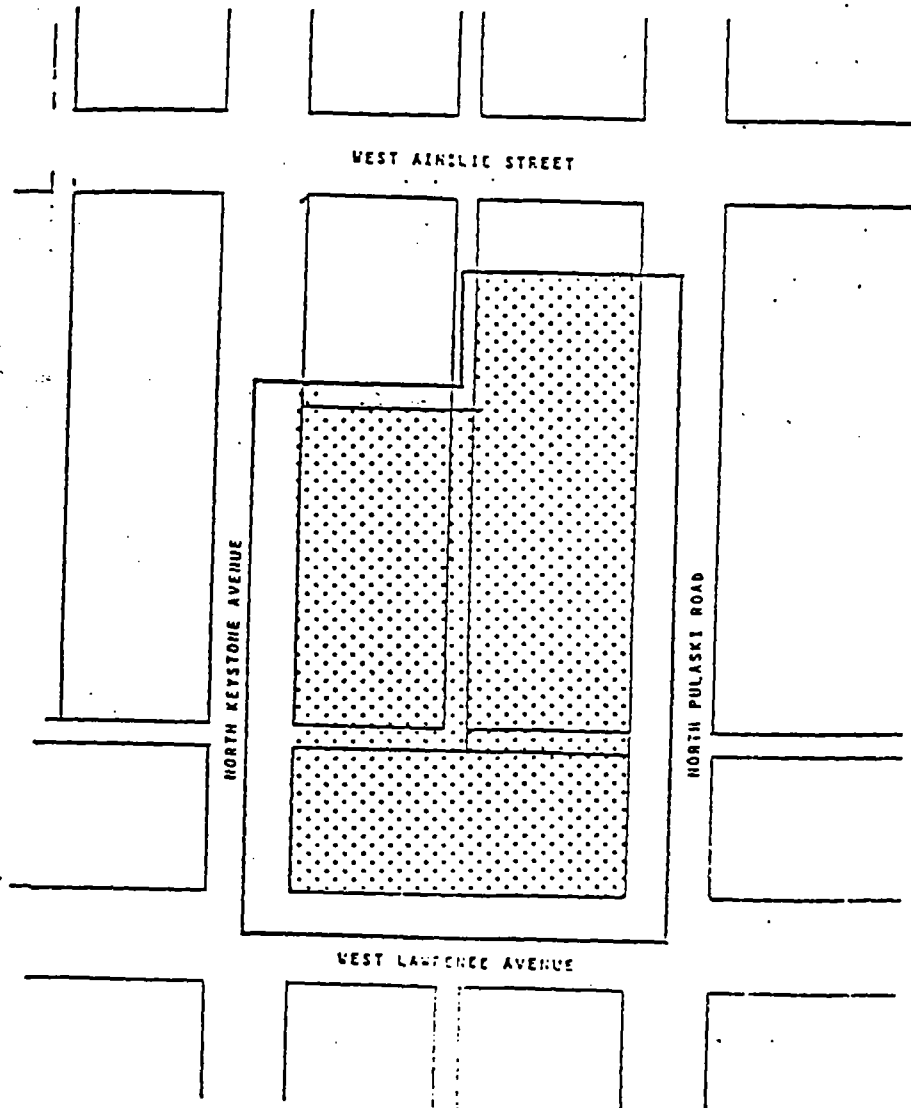 WEST AINSLIE STREET
NORTH KEYSTONE AVENUE
NORTH PULASKI ROAD
WEST LAWRENCE AVENUE